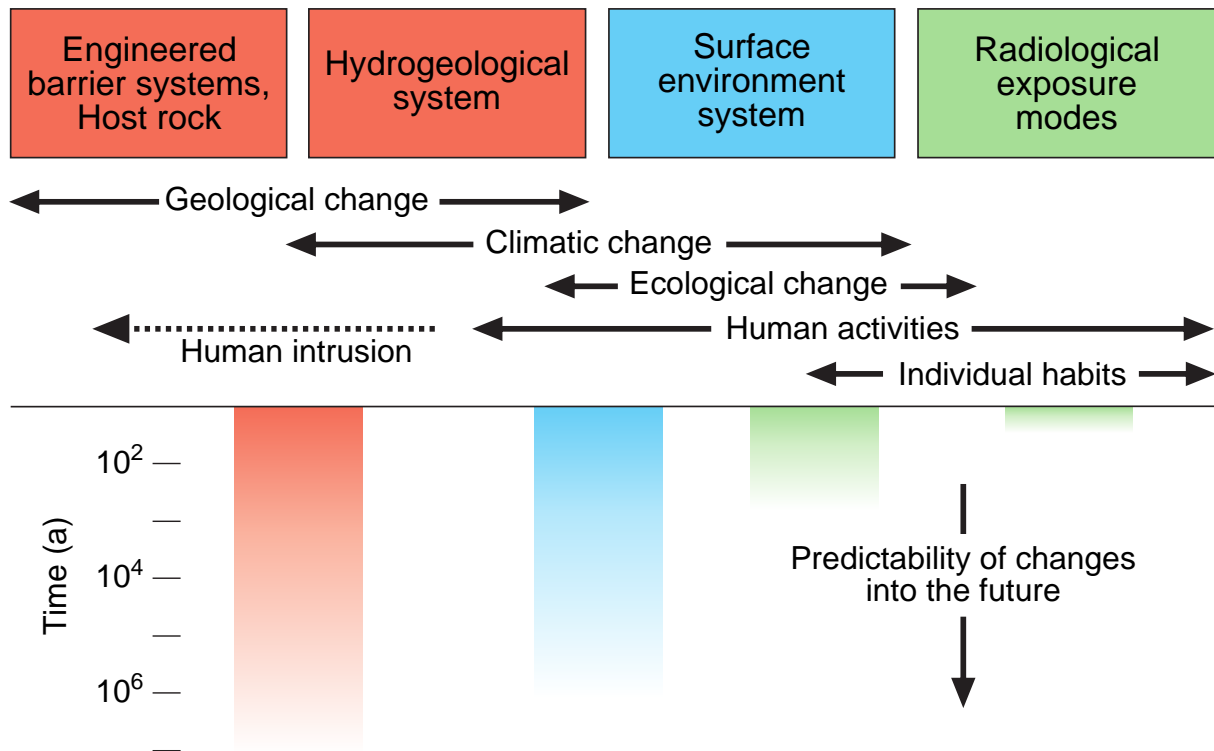 Engineered
barrier systems,
Host rock
Hydrogeological
system
Surface
environment
system
Radiological
exposure
modes
Geological change
Climatic change
Ecological change
Human activities
Human intrusion
Individual habits
Time (a)
10²
10⁴
10⁶
Predictability of changes
into the future